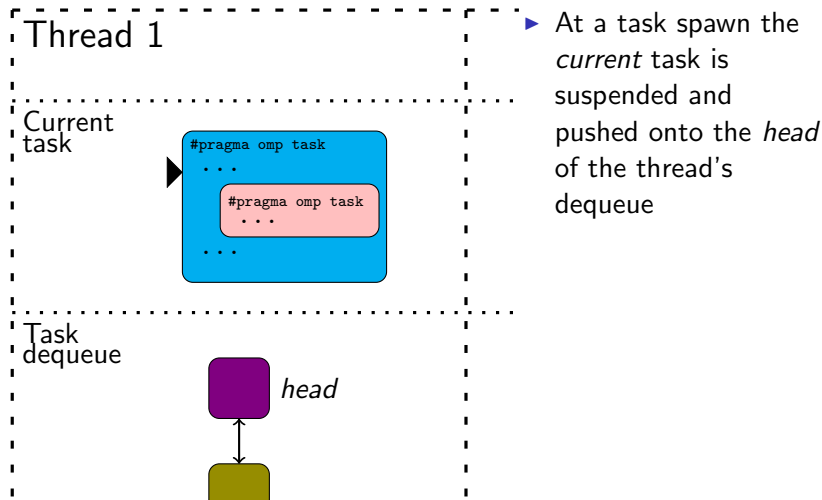 Thread 1
Current
task
#pragma omp task
...
#pragma omp task
...
...
Task
dequeue
head
▶ At a task spawn the
current task is
suspended and
pushed onto the head
of the thread's
dequeue